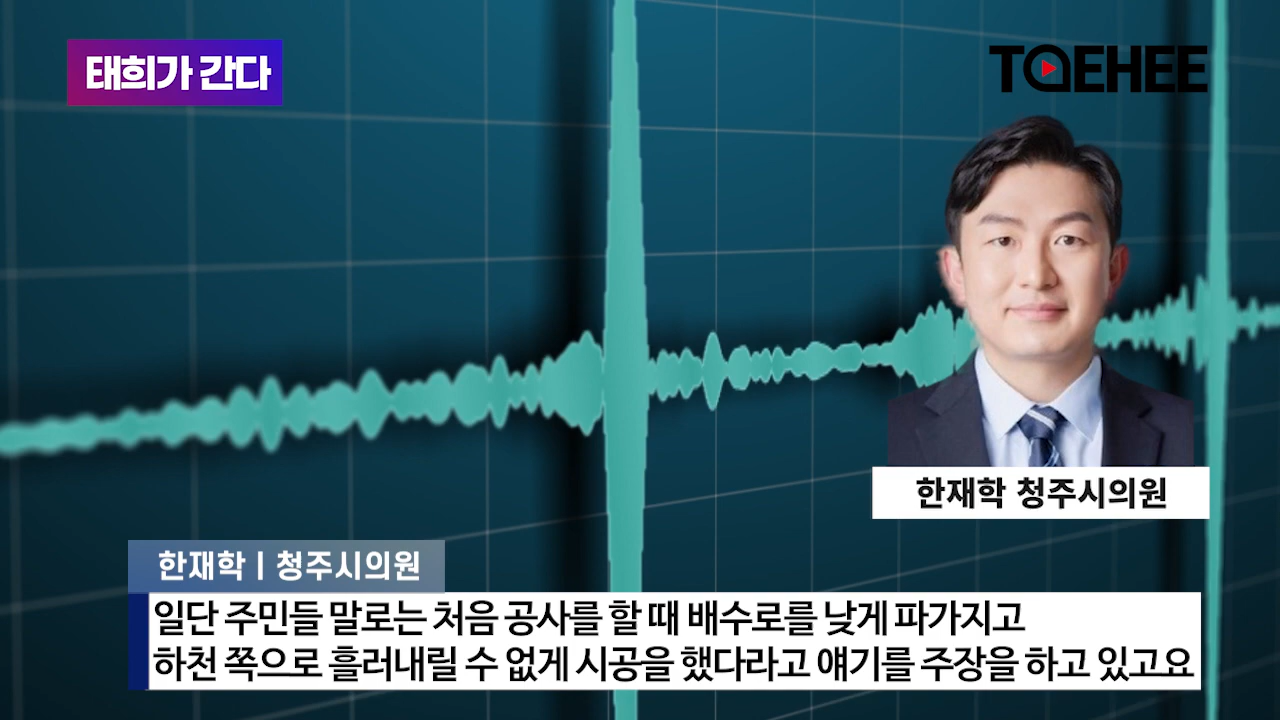 태희가 간다
TAEHEE
한재학 청주시의원
한재학 | 청주시의원
일단 주민들 말로는 처음 공사를 할 때 배수로를 낮게 파가지고
하천 쪽으로 흘러내릴 수 없게 시공을 했다라고 얘기를 주장을 하고 있고요